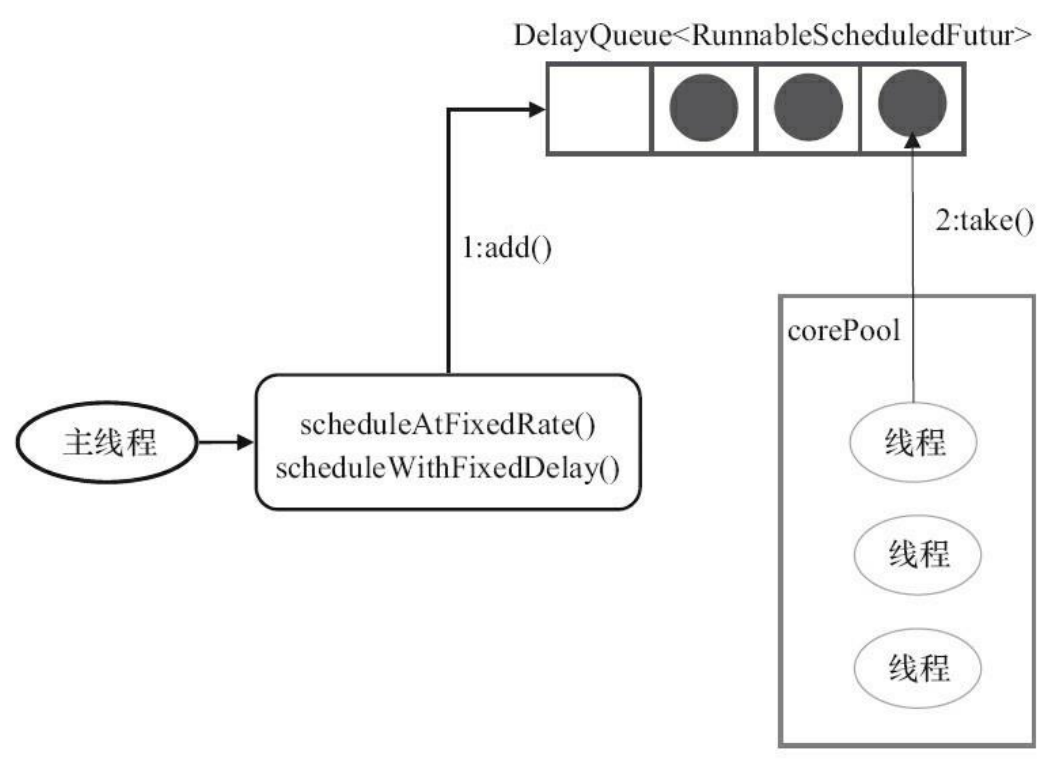 DelayQueue<RunnableScheduledFutur>
1:add()
2:take()
corePool
主线程
scheduleAtFixedRate()
scheduleWithFixedDelay()
线程
线程
线程